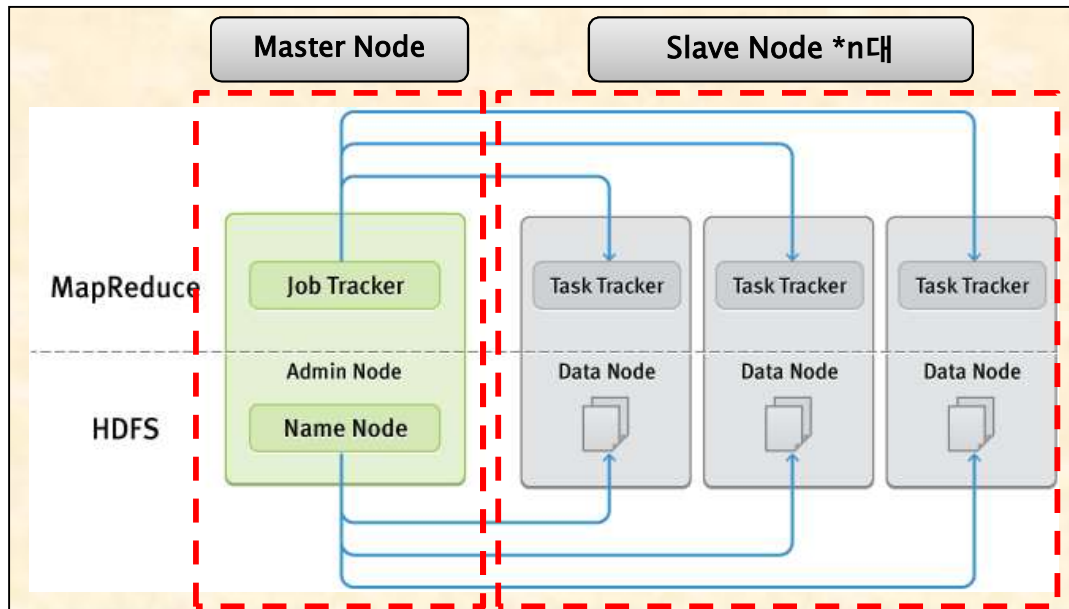 Master Node
Slave Node *n대
MapReduce
Job Tracker
Task Tracker
Task Tracker
Task Tracker
Admin Node
Data Node
Data Node
Data Node
HDFS
Name Node